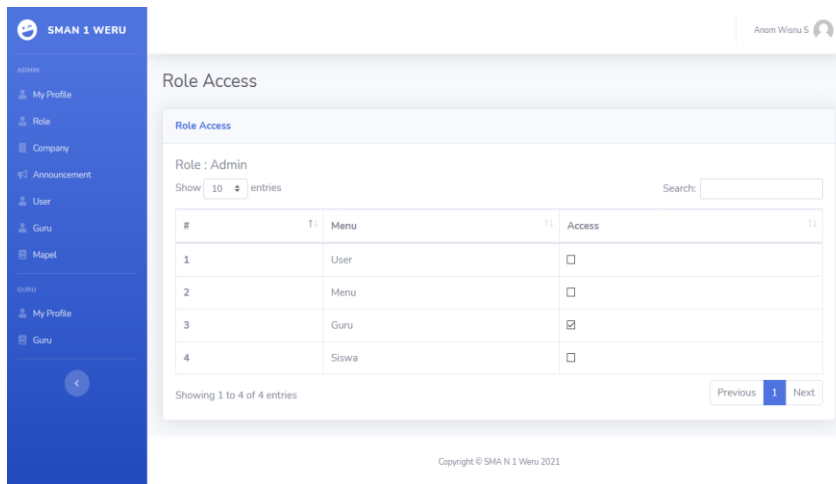 SMAN 1 WERU
Anom Wisnu S
ADMIN
My Profile
Role
Company
Announcement
User
Guru
Mapel
GURU
My Profile
Guru
Role Access
Role Access
Role : Admin
Show 10 entries
Search:
# Menu Access
1 User
2 Menu
3 Guru
4 Siswa
Showing 1 to 4 of 4 entries
Previous 1 Next
Copyright © SMA N 1 Weru 2021